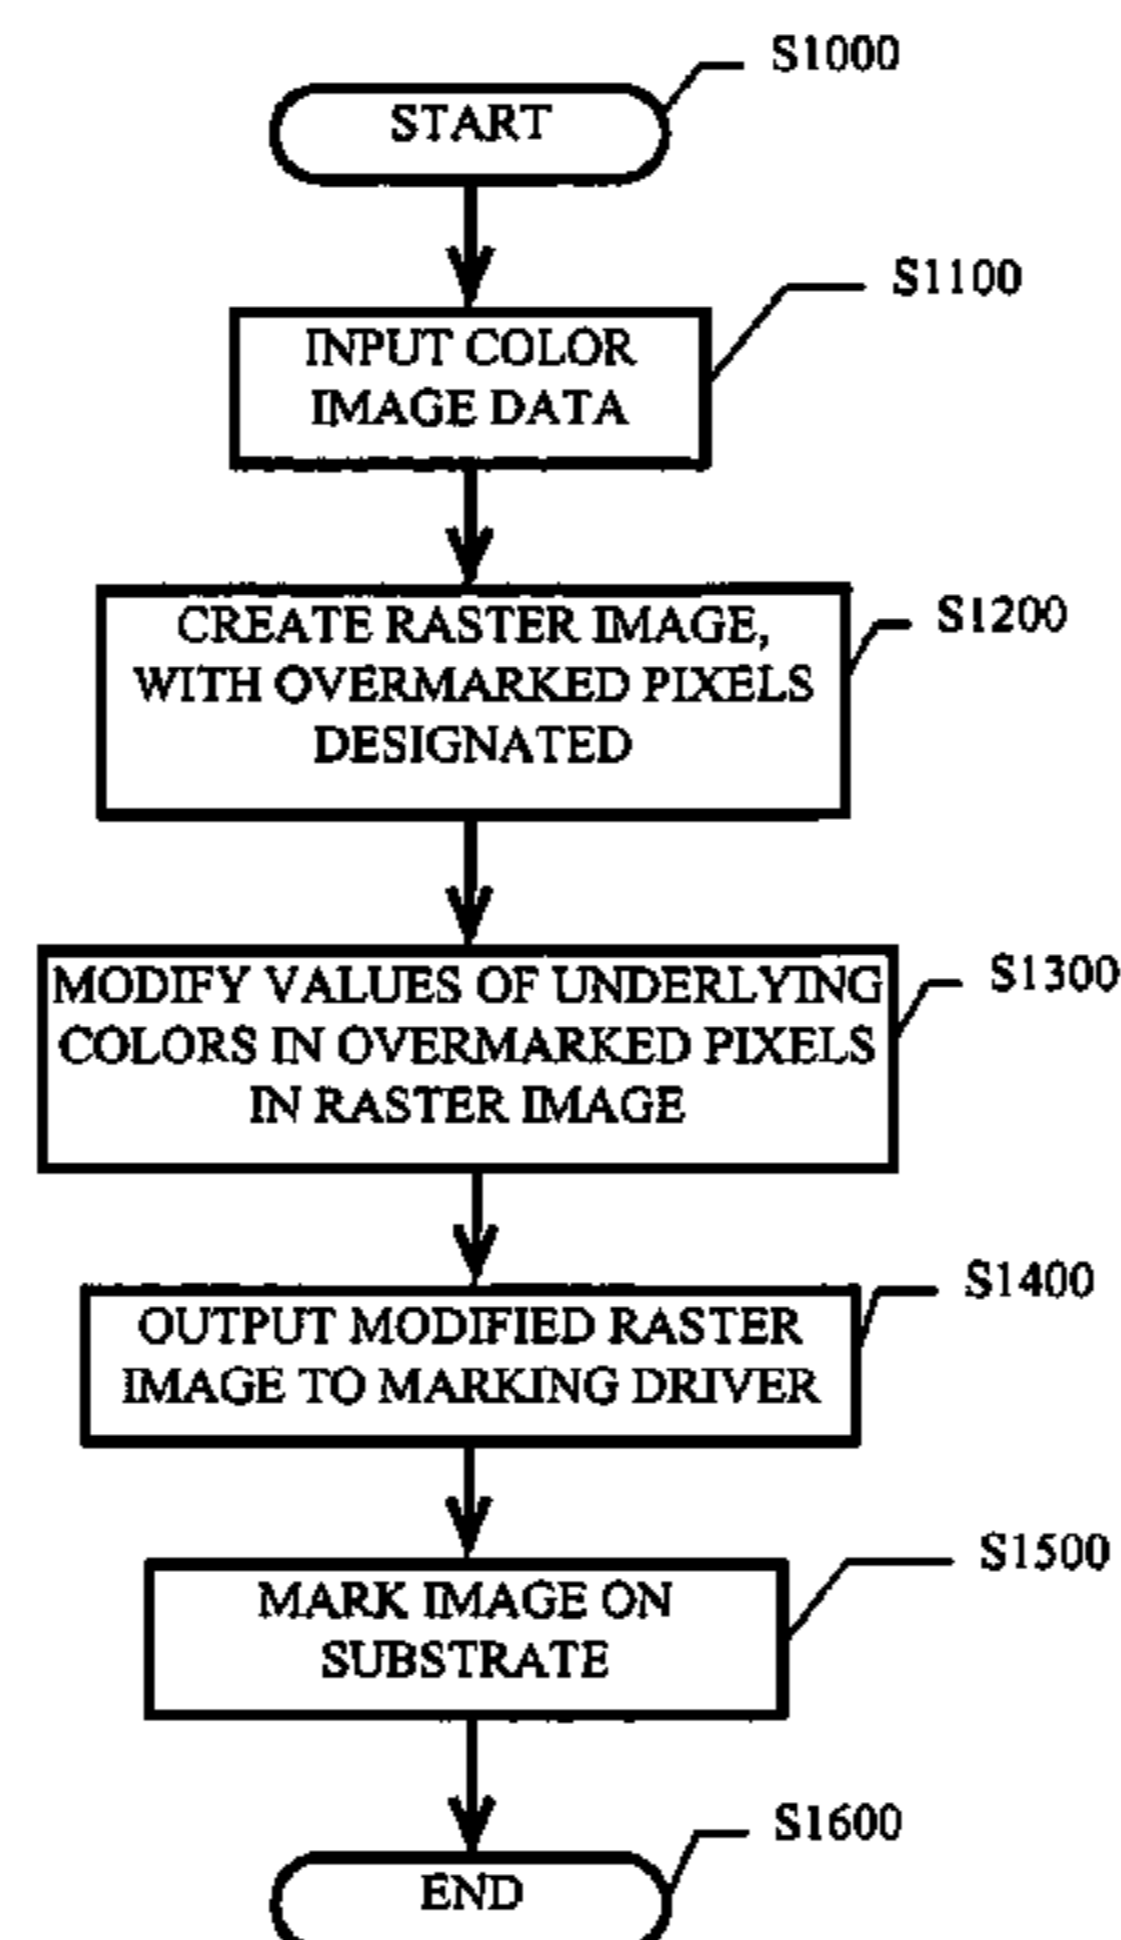 S1000
START
S1100
INPUT COLOR
IMAGE DATA
S1200
CREATE RASTER IMAGE,
WITH OVERMARKED PIXELS
DESIGNATED
S1300
MODIFY VALUES OF UNDERLYING
COLORS IN OVERMARKED PIXELS
IN RASTER IMAGE
S1400
OUTPUT MODIFIED RASTER
IMAGE TO MARKING DRIVER
S1500
MARK IMAGE ON
SUBSTRATE
S1600
END